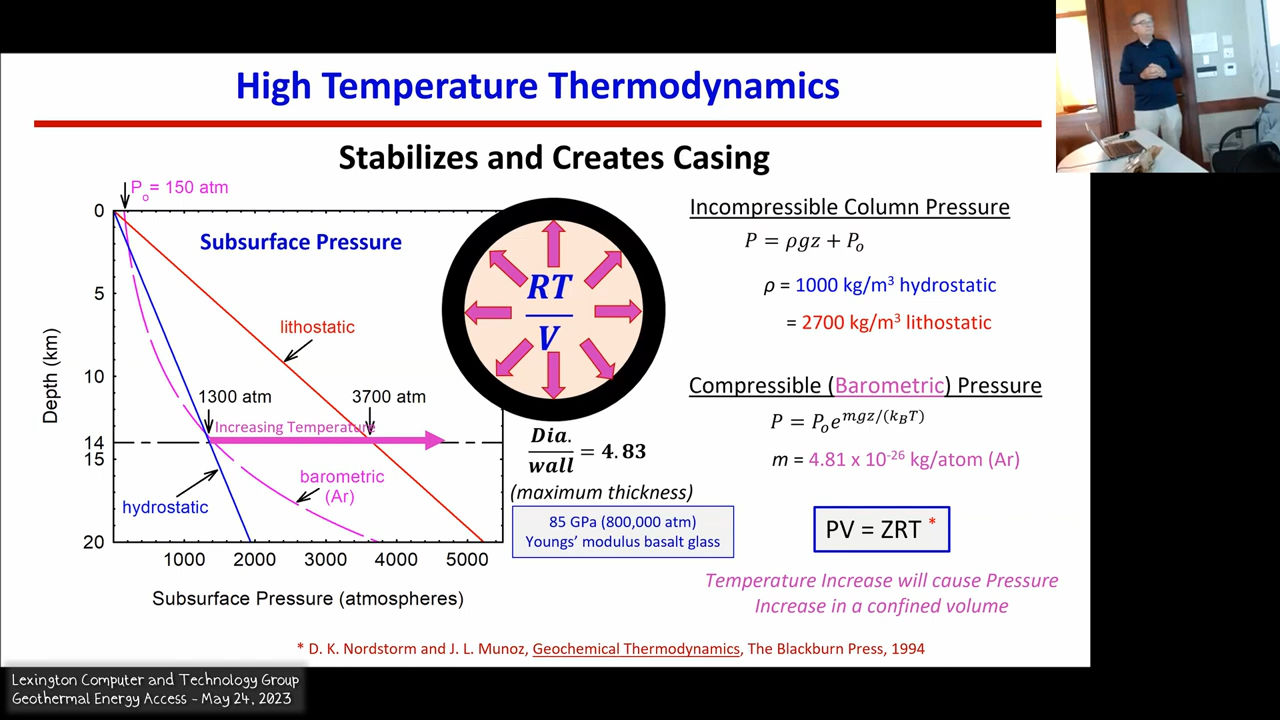 High Temperature Thermodynamics
Stabilizes and Creates Casing
Pₒ = 150 atm
0
5
10
14
15
20
Depth (km)
Subsurface Pressure
lithostatic
1300 atm
3700 atm
Increasing Temperature
barometric
(Ar)
hydrostatic
1000 2000 3000 4000 5000
Subsurface Pressure (atmospheres)
RT
V
Dia.
wall
= 4.83
(maximum thickness)
85 GPa (800,000 atm)
Youngs' modulus basalt glass
Incompressible Column Pressure
P = ρgz + Pₒ
ρ = 1000 kg/m³ hydrostatic
= 2700 kg/m³ lithostatic
Compressible (Barometric) Pressure
P = Pₒe^{mgz/(k_BT)}
m = 4.81 x 10⁻²⁶ kg/atom (Ar)
PV = ZRT *
Temperature Increase will cause Pressure
Increase in a confined volume
* D. K. Nordstorm and J. L. Munoz, Geochemical Thermodynamics, The Blackburn Press, 1994
Lexington Computer and Technology Group
Geothermal Energy Access - May 24, 2023